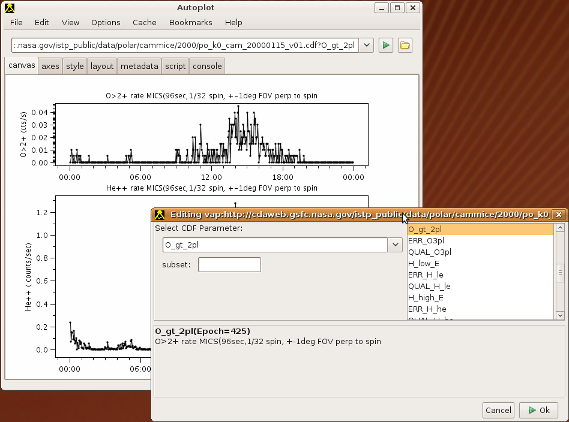 Autoplot
File Edit View Options Cache Bookmarks Help
:.nasa.gov/istp_public/data/polar/cammice/2000/po_k0_cam_20000115_v01.cdf?O_gt_2pl
canvas axes style layout metadata script console
O>2+ rate MICS(96sec,1/32 spin, +-1deg FOV perp to spin
O>2+ (cts/s)
0.04
0.03
0.02
0.01
0.00
00:00 06:00 12:00 18:00 00:00
He++ rate MICS(96sec,1/32 spin, +-1deg FOV perp to spin
He++ (counts/sec)
1.2
1.0
0.8
0.6
0.4
0.2
0.0
00:00 06:0
Editing vap:http://cdaweb.gsfc.nasa.gov/istp_public/data/polar/cammice/2000/po_k0_
Select CDF Parameter:
O_gt_2pl
subset:
O_gt_2pl
ERR_O3pl
QUAL_O3pl
H_low_E
ERR_H_le
QUAL_H_le
H_high_E
ERR_H_he
O_gt_2pl(Epoch=425)
O>2+ rate MICS(96sec,1/32 spin, +-1deg FOV perp to spin
Cancel Ok